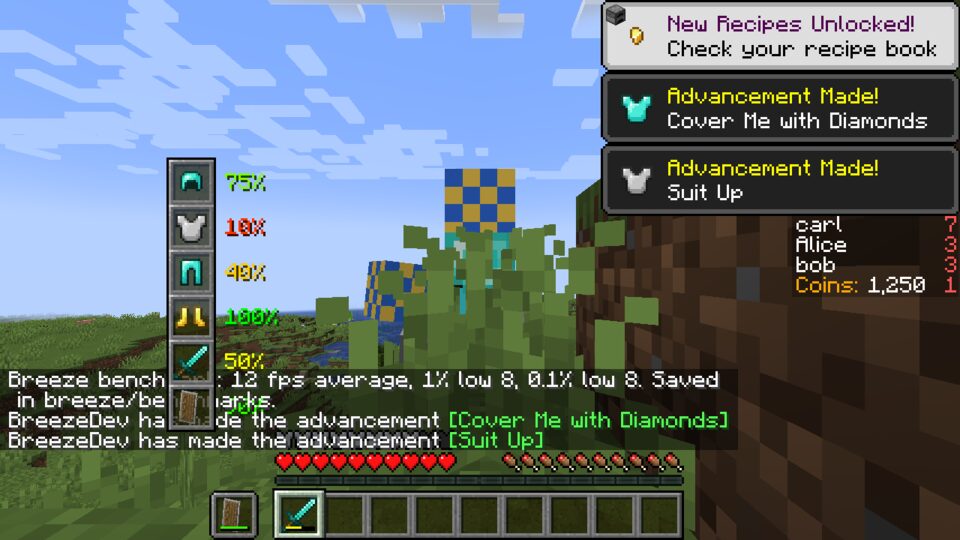 New Recipes Unlocked!
Check your recipe book
Advancement Made!
Cover Me with Diamonds
Advancement Made!
Suit Up
75%
10%
40%
100%
50%
carl 7
Alice 3
bob 3
Coins: 1,250 1
Breeze bench : 12 fps average, 1% low 8, 0.1% low 8. Saved
in breeze/benchmarks.
BreezeDev has made the advancement [Cover Me with Diamonds]
BreezeDev has made the advancement [Suit Up]